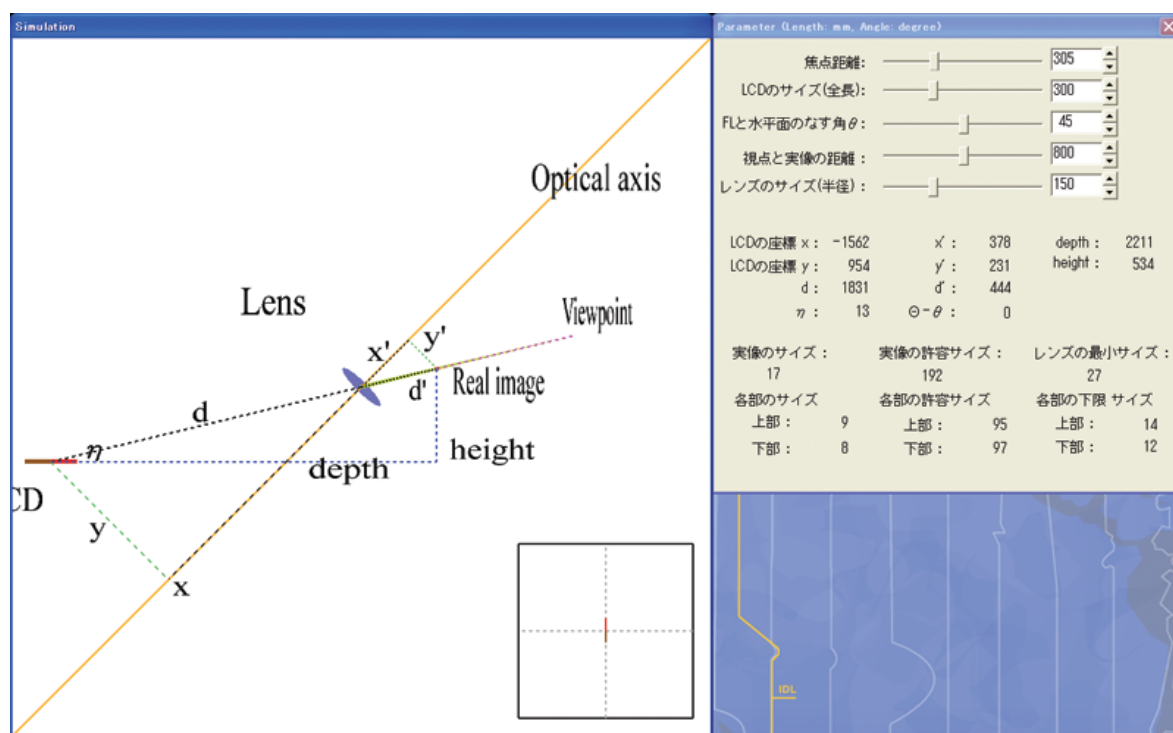 Simulation
Optical axis
Lens
Viewpoint
x'
y'
d'
Real image
d
η
depth
height
CD
y
x
Parameter (Length: mm, Angle: degree)
焦点距離: 305
LCDのサイズ(全長): 300
FLと水平面のなす角θ: 45
視点と実像の距離: 800
レンズのサイズ(半径): 150
LCDの座標 x: -1562 x': 378 depth: 2211
LCDの座標 y: 954 y': 231 height: 534
d: 1831 d': 444
η: 13 Θ-θ: 0
実像のサイズ: 実像の許容サイズ: レンズの最小サイズ:
17 192 27
各部のサイズ 各部の許容サイズ 各部の下限サイズ
上部: 9 上部: 95 上部: 14
下部: 8 下部: 97 下部: 12
IDL